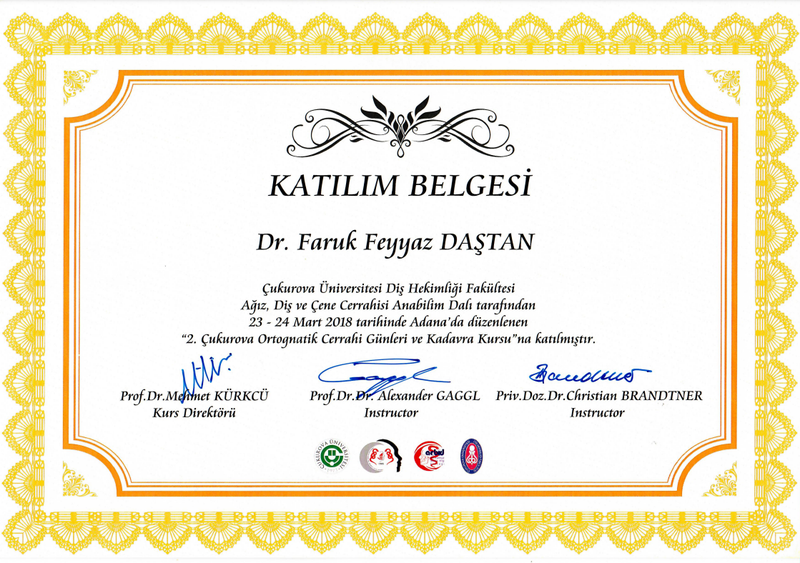 KATILIM BELGESİ
Dr. Faruk Feyyaz DAŞTAN
Çukurova Üniversitesi Diş Hekimliği Fakültesi
Ağız, Diş ve Çene Cerrahisi Anabilim Dalı tarafından
23 - 24 Mart 2018 tarihinde Adana'da düzenlenen
"2. Çukurova Ortognatik Cerrahi Günleri ve Kadavra Kursu"na katılmıştır.
Prof.Dr.Mehmet KÜRKCÜ Prof.Dr.Dr. Alexander GAGGL Priv.Doz.Dr.Christian BRANDTNER
Kurs Direktörü Instructor Instructor
ÇUKUROVA ÜNİVERSİTESİ